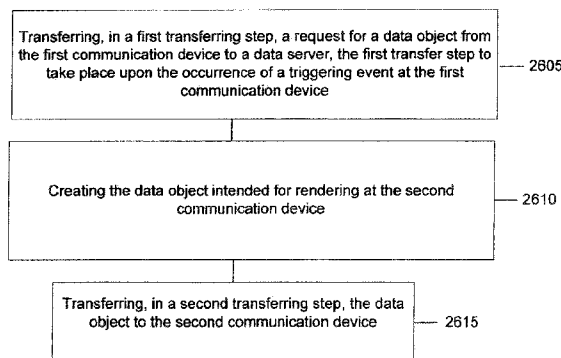 Transferring, in a first transferring step, a request for a data object from
the first communication device to a data server, the first transfer step to
take place upon the occurrence of a triggering event at the first
communication device
2605
Creating the data object intended for rendering at the second
communication device
2610
Transferring, in a second transferring step, the data
object to the second communication device
2615